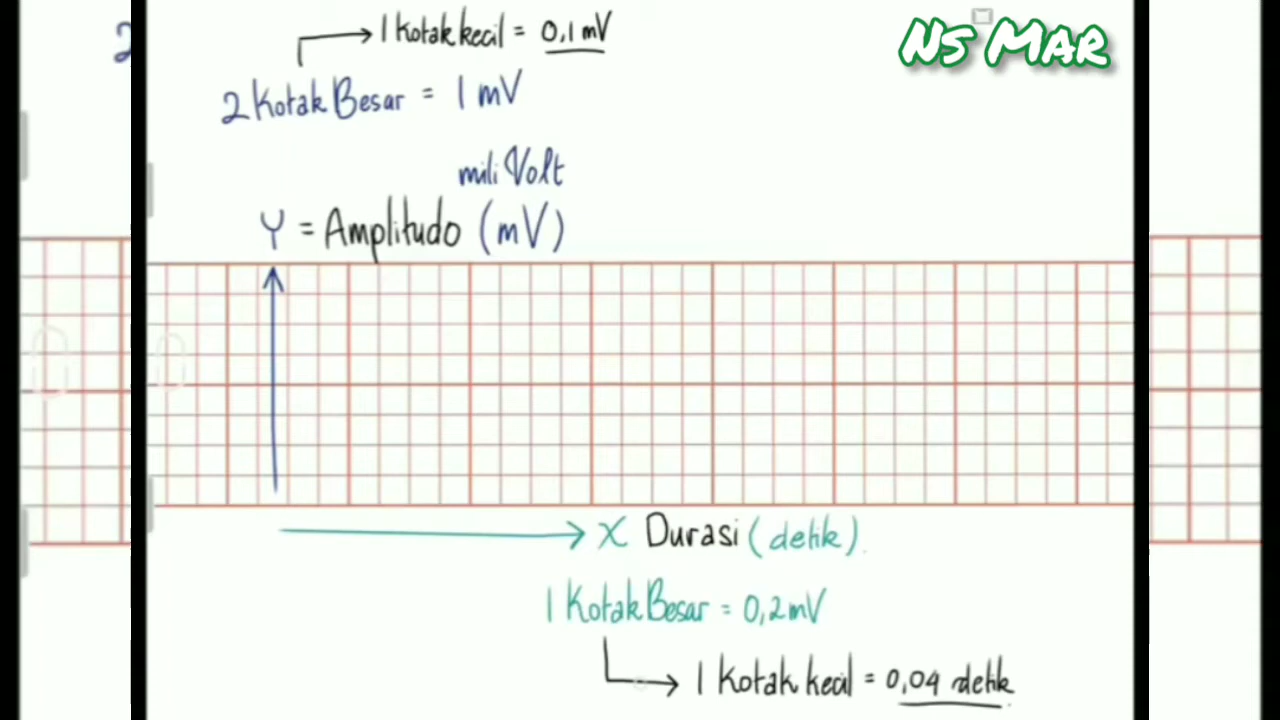 1 Kotak kecil = 0,1 mV
NS MAR
2 Kotak Besar = 1 mV
mili Volt
Y = Amplitudo (mV)
X Durasi (detik).
1 Kotak Besar = 0,2 mV
1 Kotak kecil = 0,04 detik
2